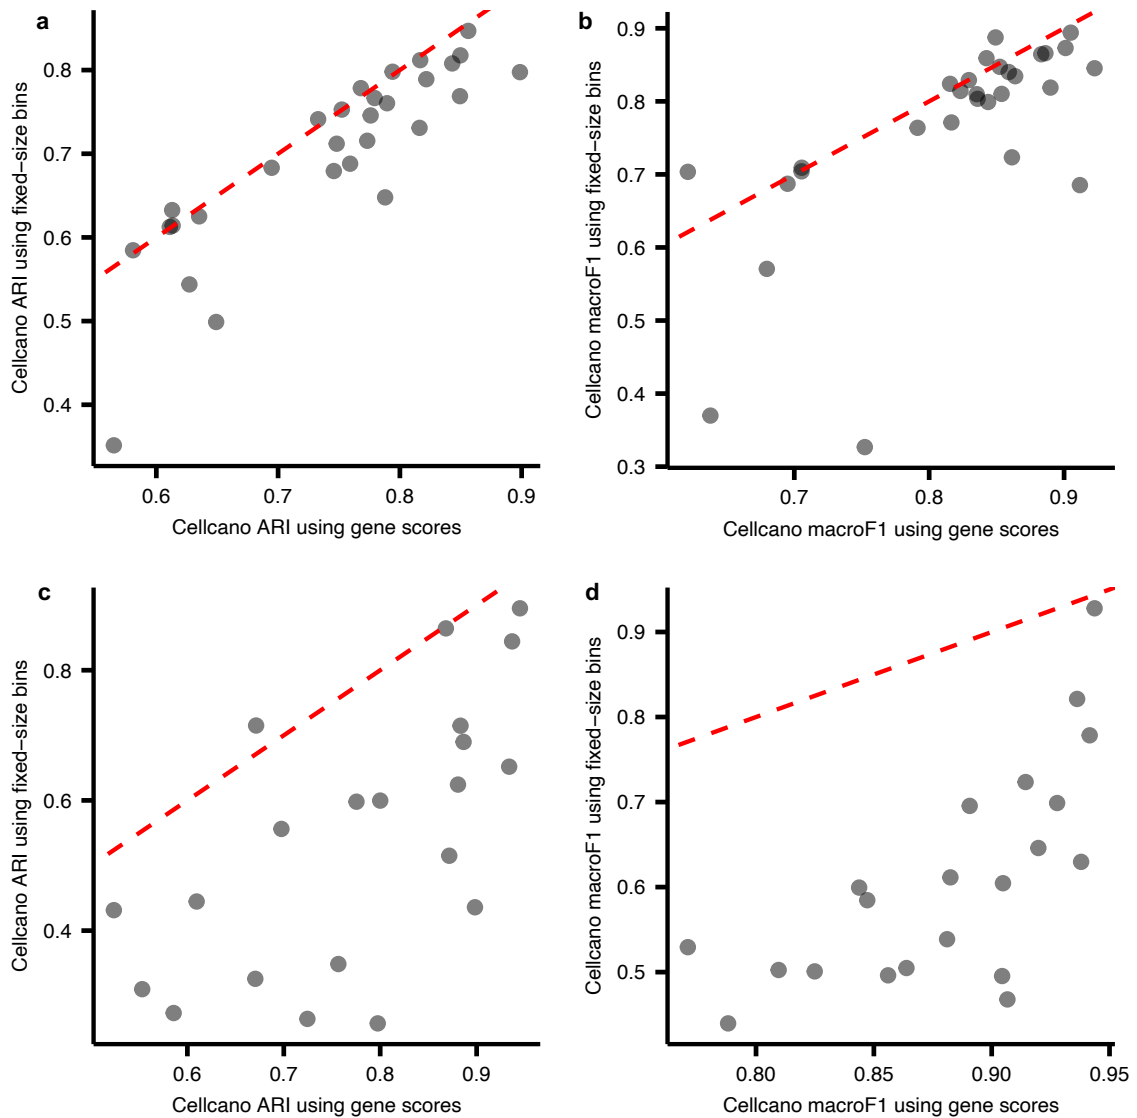 a
Cellcano ARI using fixed−size bins
0.8
0.7
0.6
0.5
0.4
0.6 0.7 0.8 0.9
Cellcano ARI using gene scores
b
Cellcano macroF1 using fixed−size bins
0.9
0.8
0.7
0.6
0.5
0.4
0.3
0.7 0.8 0.9
Cellcano macroF1 using gene scores
c
Cellcano ARI using fixed−size bins
0.8
0.6
0.4
0.6 0.7 0.8 0.9
Cellcano ARI using gene scores
d
Cellcano macroF1 using fixed−size bins
0.9
0.8
0.7
0.6
0.5
0.80 0.85 0.90 0.95
Cellcano macroF1 using gene scores